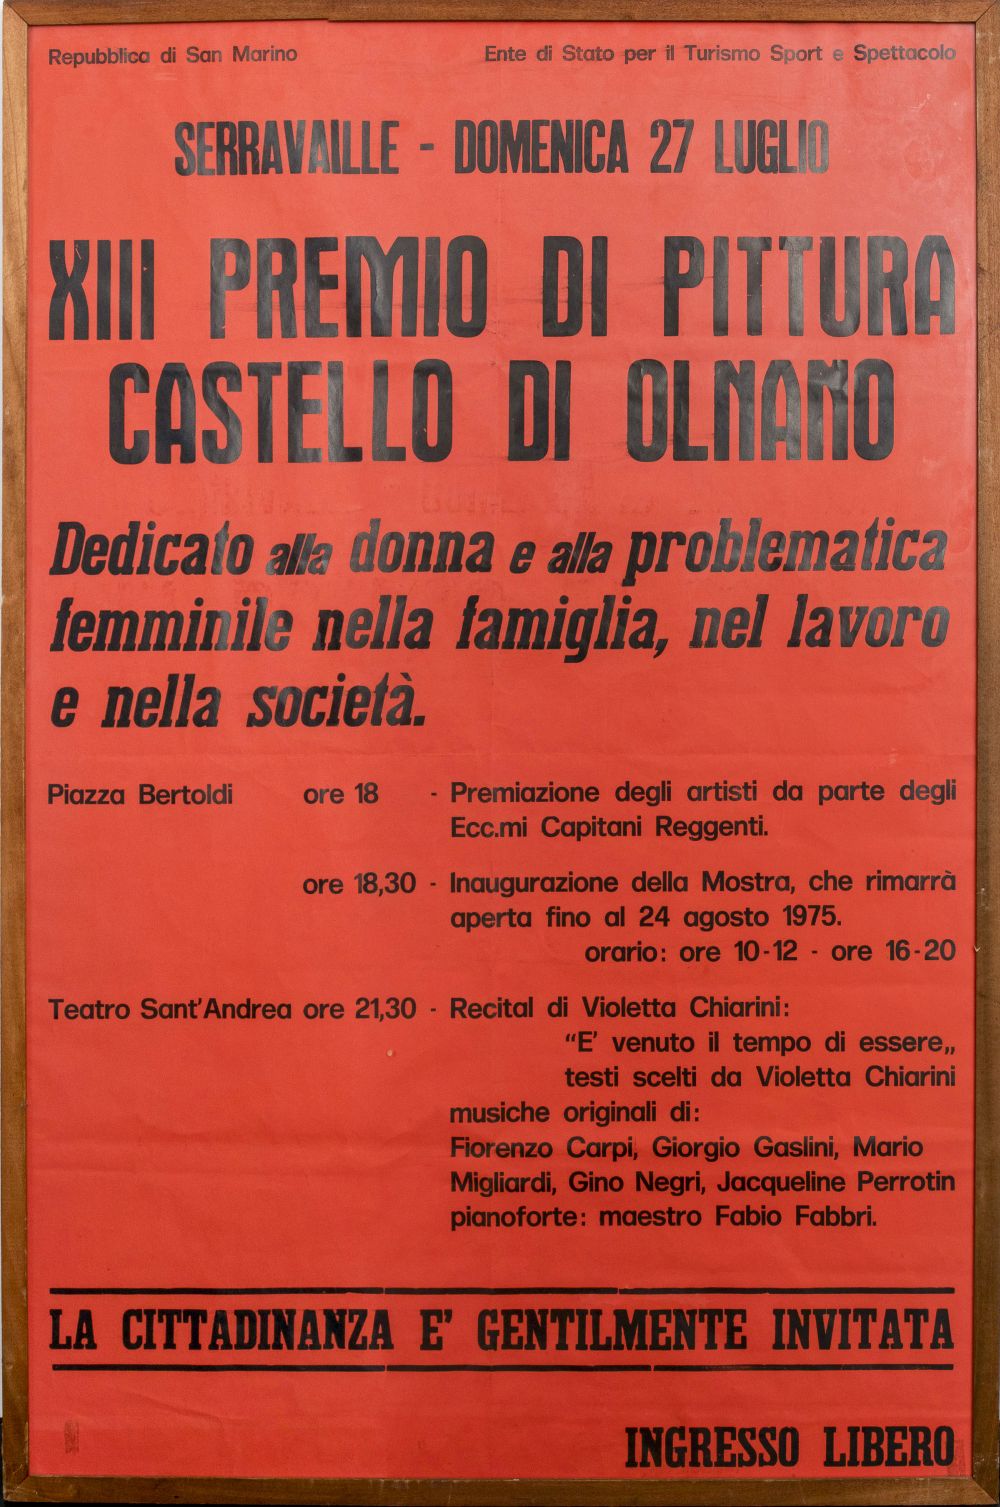 Repubblica di San Marino
Ente di Stato per il Turismo Sport e Spettacolo
SERRAVALLE - DOMENICA 27 LUGLIO
XIII PREMIO DI PITTURA
CASTELLO DI OLNANO
Dedicato alla donna e alla problematica
femminile nella famiglia, nel lavoro
e nella società.
Piazza Bertoldi ore 18 - Premiazione degli artisti da parte degli
Ecc.mi Capitani Reggenti.
ore 18,30 - Inaugurazione della Mostra, che rimarrà
aperta fino al 24 agosto 1975.
orario: ore 10-12 - ore 16-20
Teatro Sant'Andrea ore 21,30 - Recital di Violetta Chiarini:
“E' venuto il tempo di essere„
testi scelti da Violetta Chiarini
musiche originali di:
Fiorenzo Carpi, Giorgio Gaslini, Mario
Migliardi, Gino Negri, Jacqueline Perrotin
pianoforte: maestro Fabio Fabbri.
LA CITTADINANZA E' GENTILMENTE INVITATA
INGRESSO LIBERO